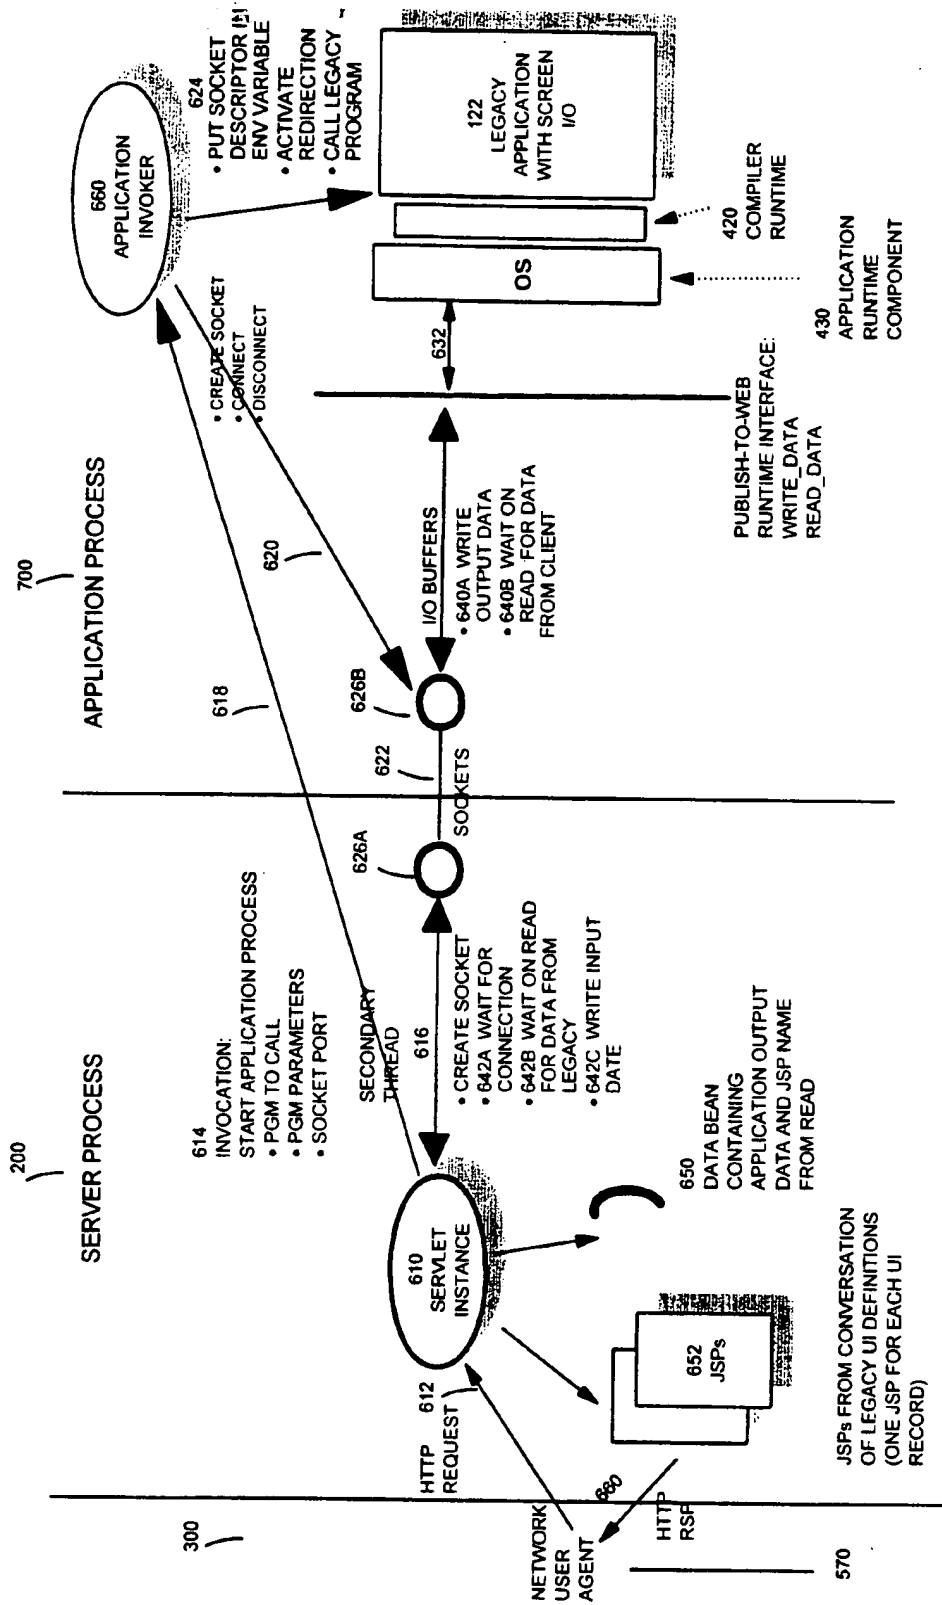 300
200
SERVER PROCESS
700
APPLICATION PROCESS
NETWORK
USER
AGENT
570
HTTP
REQUEST
612
660
HTTP
RSP
610
SERVLET
INSTANCE
652
JSPs
JSPs FROM CONVERSATION
OF LEGACY UI DEFINITIONS
(ONE JSP FOR EACH UI
RECORD)
650
DATA BEAN
CONTAINING
APPLICATION OUTPUT
DATA AND JSP NAME
FROM READ
614
INVOCATION:
START APPLICATION PROCESS
• PGM TO CALL
• PGM PARAMETERS
• SOCKET PORT
SECONDARY
THREAD
616
• CREATE SOCKET
• 642A WAIT FOR
CONNECTION
• 642B WAIT ON READ
FOR DATA FROM
LEGACY
• 642C WRITE INPUT
DATE
626A
SOCKETS
622
626B
618
620
• CREATE SOCKET
• CONNECT
• DISCONNECT
I/O BUFFERS
• 640A WRITE
OUTPUT DATA
• 640B WAIT ON
READ FOR DATA
FROM CLIENT
632
PUBLISH-TO-WEB
RUNTIME INTERFACE:
WRITE_DATA
READ_DATA
660
APPLICATION
INVOKER
624
• PUT SOCKET
DESCRIPTOR IN
ENV VARIABLE
• ACTIVATE
REDIRECTION
• CALL LEGACY
PROGRAM
OS
122
LEGACY
APPLICATION
WITH SCREEN
I/O
420
COMPILER
RUNTIME
430
APPLICATION
RUNTIME
COMPONENT